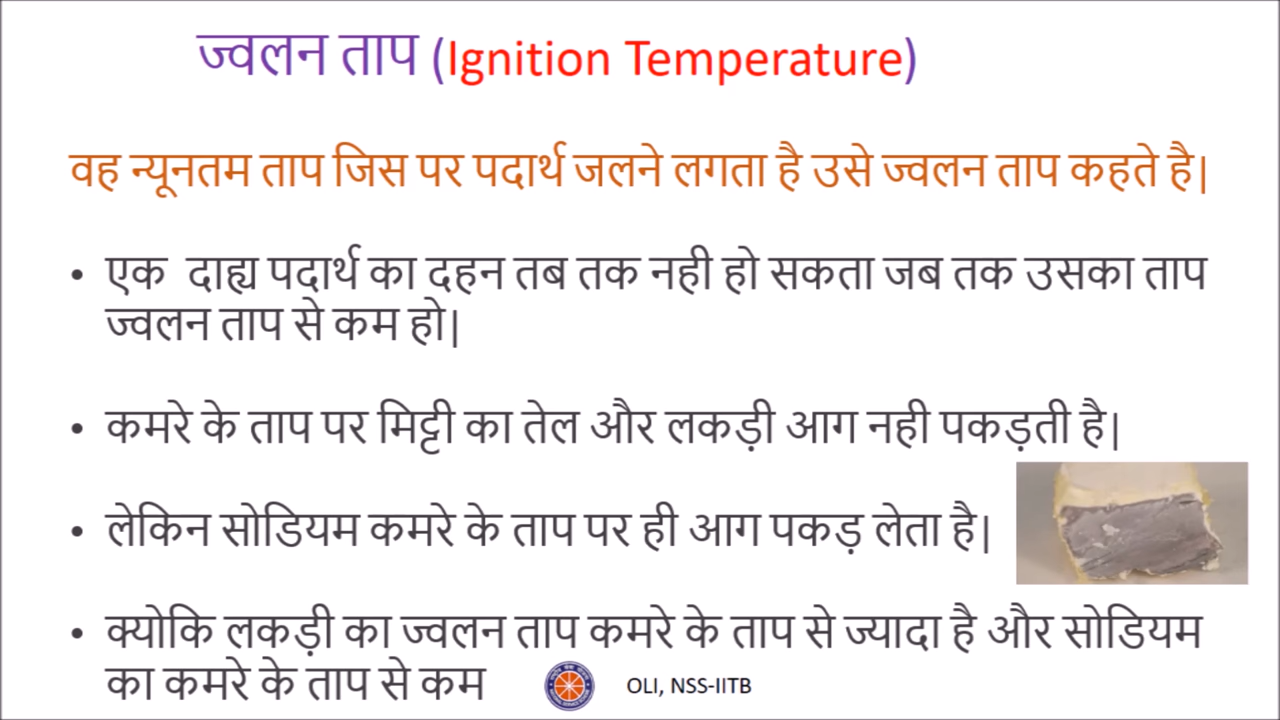 ज्वलन ताप (Ignition Temperature)
वह न्यूनतम ताप जिस पर पदार्थ जलने लगता है उसे ज्वलन ताप कहते है|
• एक दाह्य पदार्थ का दहन तब तक नही हो सकता जब तक उसका ताप
ज्वलन ताप से कम हो|
• कमरे के ताप पर मिट्टी का तेल और लकड़ी आग नही पकड़ती है|
• लेकिन सोडियम कमरे के ताप पर ही आग पकड़ लेता है|
• क्योकि लकड़ी का ज्वलन ताप कमरे के ताप से ज्यादा है और सोडियम
का कमरे के ताप से कम
OLI, NSS-IITB